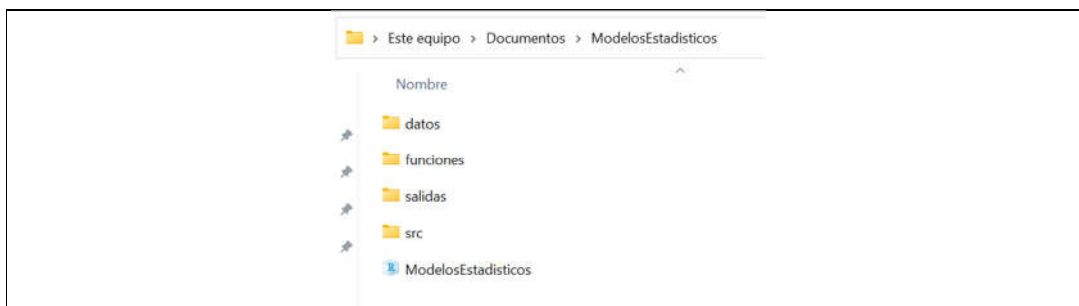 > Este equipo > Documentos > ModelosEstadisticos
Nombre
datos
funciones
salidas
src
ModelosEstadisticos